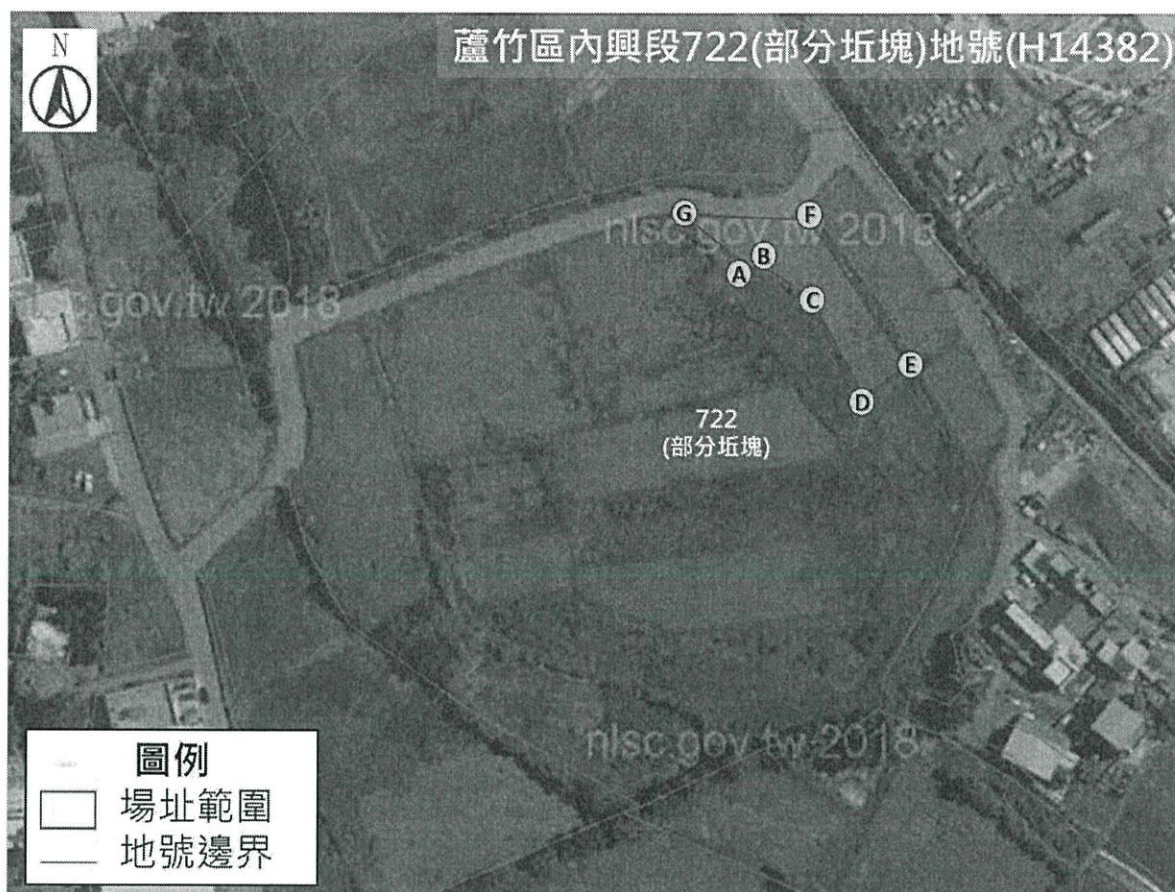 蘆竹區內興段722(部分坵塊)地號(H14382)
N
G
F
nlsc.gov.tw 2018
B
A
C
nlsc.gov.tw 2018
E
D
722
(部分坵塊)
nlsc.gov.tw 2018
圖例
場址範圍
地號邊界